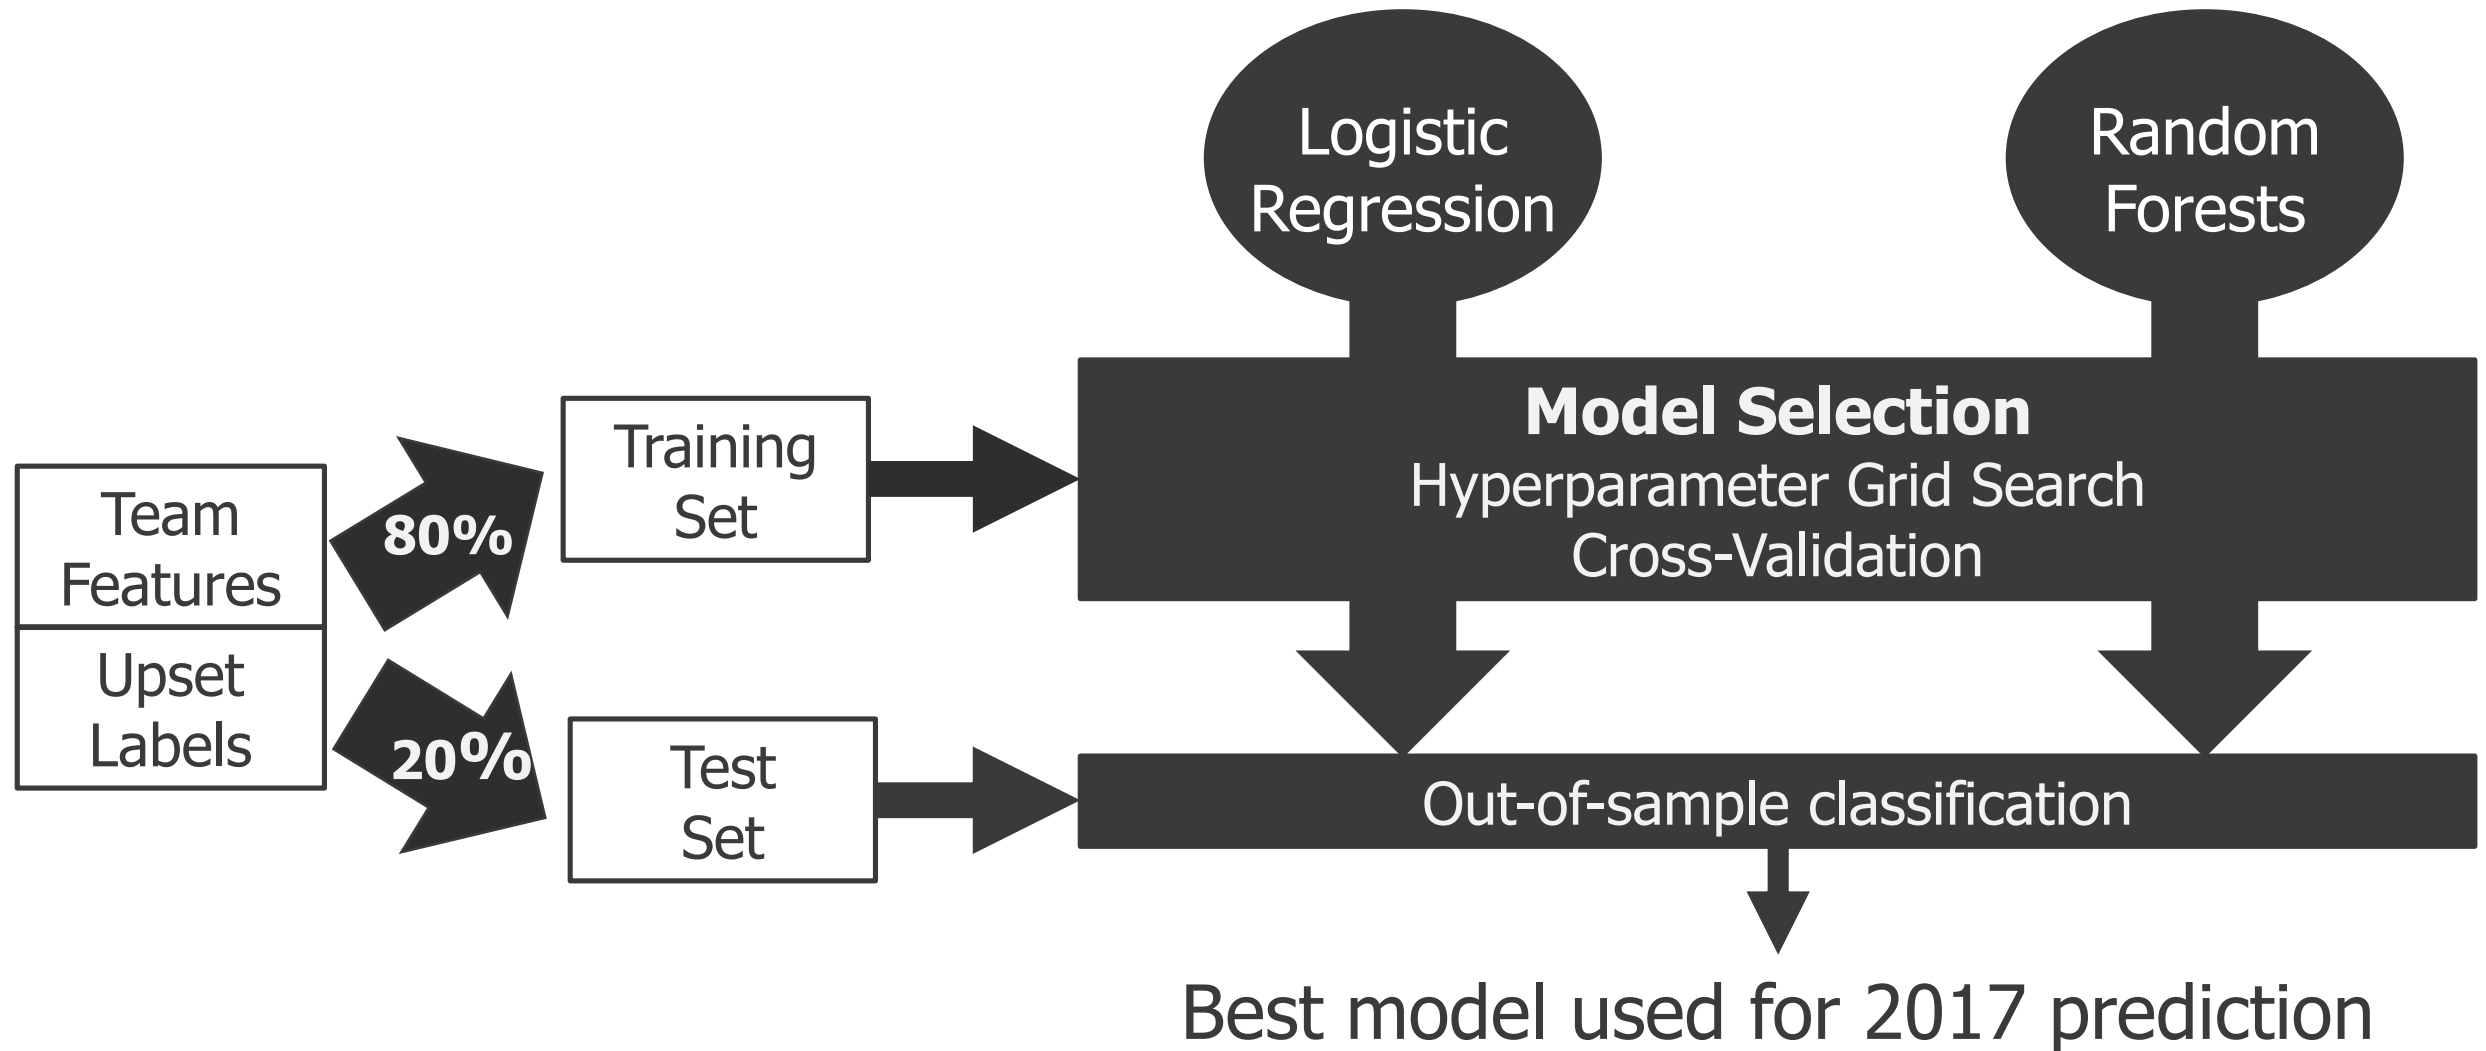 Logistic
Regression
Random
Forests
Model Selection
Hyperparameter Grid Search
Cross-Validation
Training
Set
Team
Features
80%
Upset
Labels
20%
Test
Set
Out-of-sample classification
Best model used for 2017 prediction